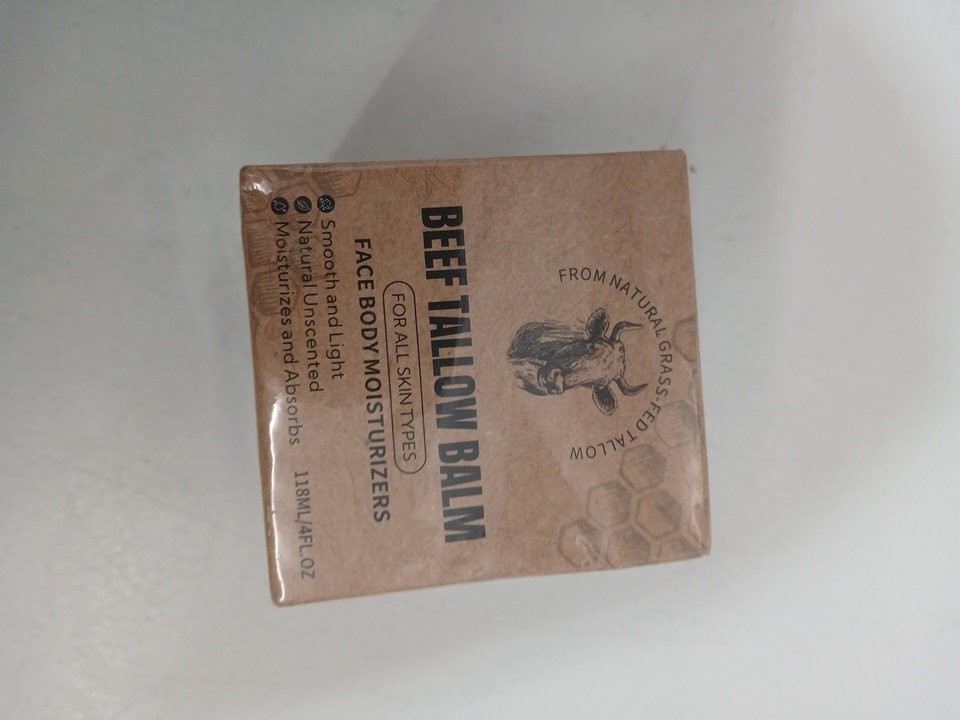 FROM NATURAL GRASS-FED TALLOW
BEEF TALLOW BALM
FOR ALL SKIN TYPES
FACE BODY MOISTURIZERS
Smooth and Light
Natural Unscented
Moisturizes and Absorbs
118ML/4FL.OZ